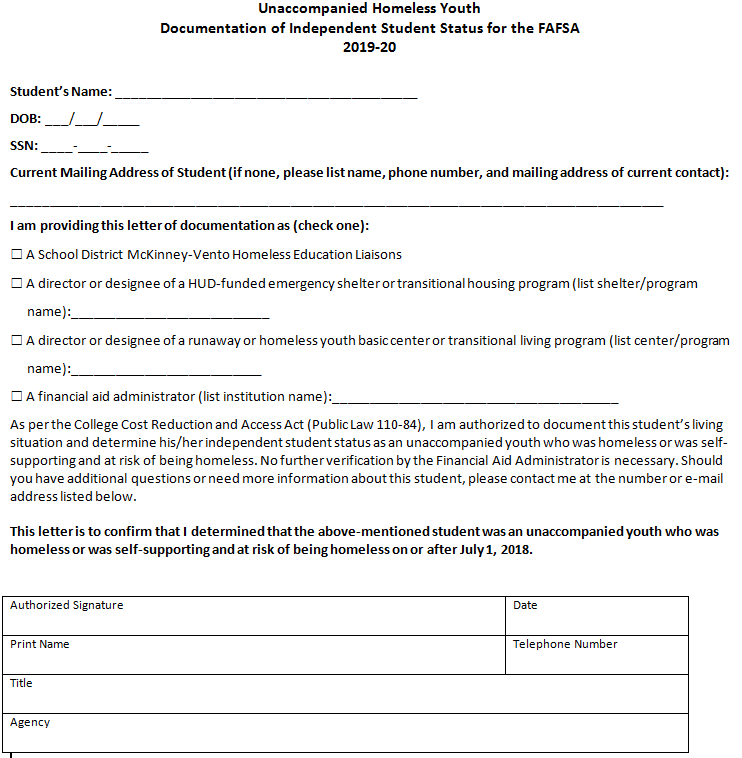 Unaccompanied Homeless Youth
Documentation of Independent Student Status for the FAFSA
2019-20
Student's Name: ______________________________________
DOB: ___/___/_____
SSN: ____-____-_____
Current Mailing Address of Student (if none, please list name, phone number, and mailing address of current contact):
__________________________________________________________________________________
I am providing this letter of documentation as (check one):
☐ A School District McKinney-Vento Homeless Education Liaisons
☐ A director or designee of a HUD-funded emergency shelter or transitional housing program (list shelter/program
name):_________________________
☐ A director or designee of a runaway or homeless youth basic center or transitional living program (list center/program
name):________________________
☐ A financial aid administrator (list institution name):____________________________________
As per the College Cost Reduction and Access Act (Public Law 110-84), I am authorized to document this student's living
situation and determine his/her independent student status as an unaccompanied youth who was homeless or was self-
supporting and at risk of being homeless. No further verification by the Financial Aid Administrator is necessary. Should
you have additional questions or need more information about this student, please contact me at the number or e-mail
address listed below.
This letter is to confirm that I determined that the above-mentioned student was an unaccompanied youth who was
homeless or was self-supporting and at risk of being homeless on or after July 1, 2018.
Authorized Signature
Date
Print Name
Telephone Number
Title
Agency